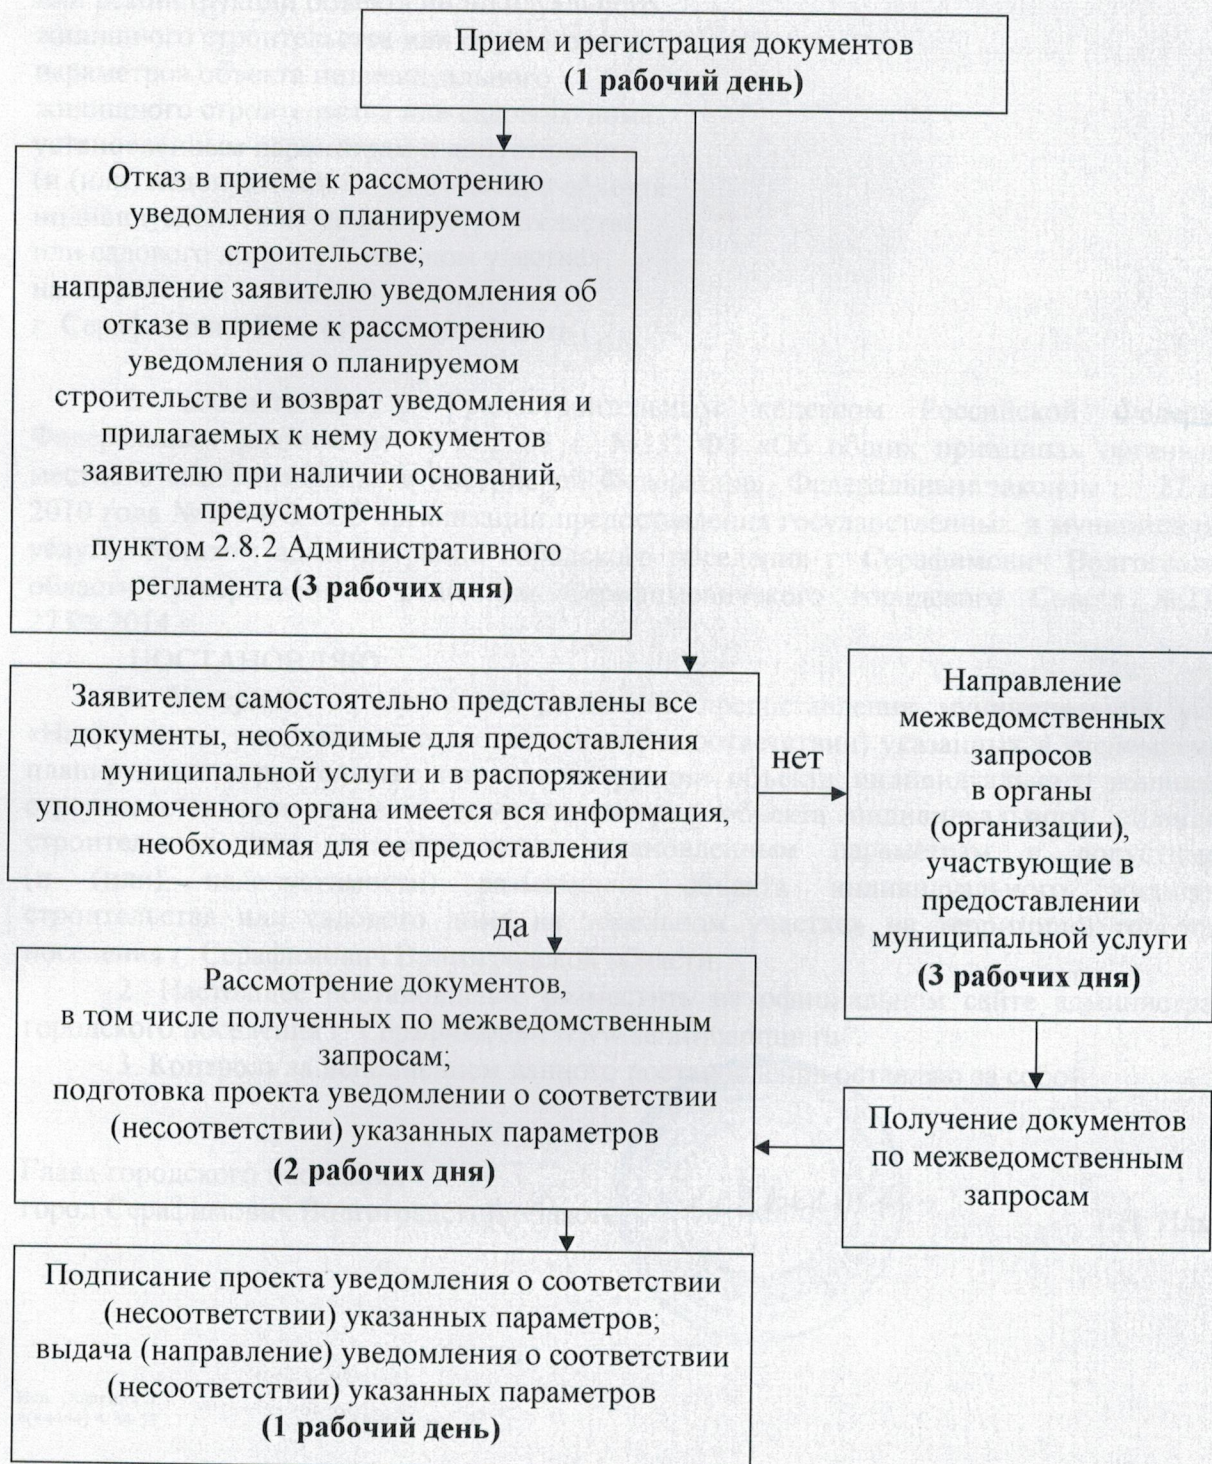 Прием и регистрация документов
(1 рабочий день)
Отказ в приеме к рассмотрению
уведомления о планируемом
строительстве;
направление заявителю уведомления об
отказе в приеме к рассмотрению
уведомления о планируемом
строительстве и возврат уведомления и
прилагаемых к нему документов
заявителю при наличии оснований,
предусмотренных
пунктом 2.8.2 Административного
регламента (3 рабочих дня)
Заявителем самостоятельно представлены все
документы, необходимые для предоставления
муниципальной услуги и в распоряжении
уполномоченного органа имеется вся информация,
необходимая для ее предоставления
нет
Направление
межведомственных
запросов
в органы
(организации),
участвующие в
предоставлении
муниципальной услуги
(3 рабочих дня)
да
Рассмотрение документов,
в том числе полученных по межведомственным
запросам;
подготовка проекта уведомлении о соответствии
(несоответствии) указанных параметров
(2 рабочих дня)
Получение документов
по межведомственным
запросам
Подписание проекта уведомления о соответствии
(несоответствии) указанных параметров;
выдача (направление) уведомления о соответствии
(несоответствии) указанных параметров
(1 рабочий день)